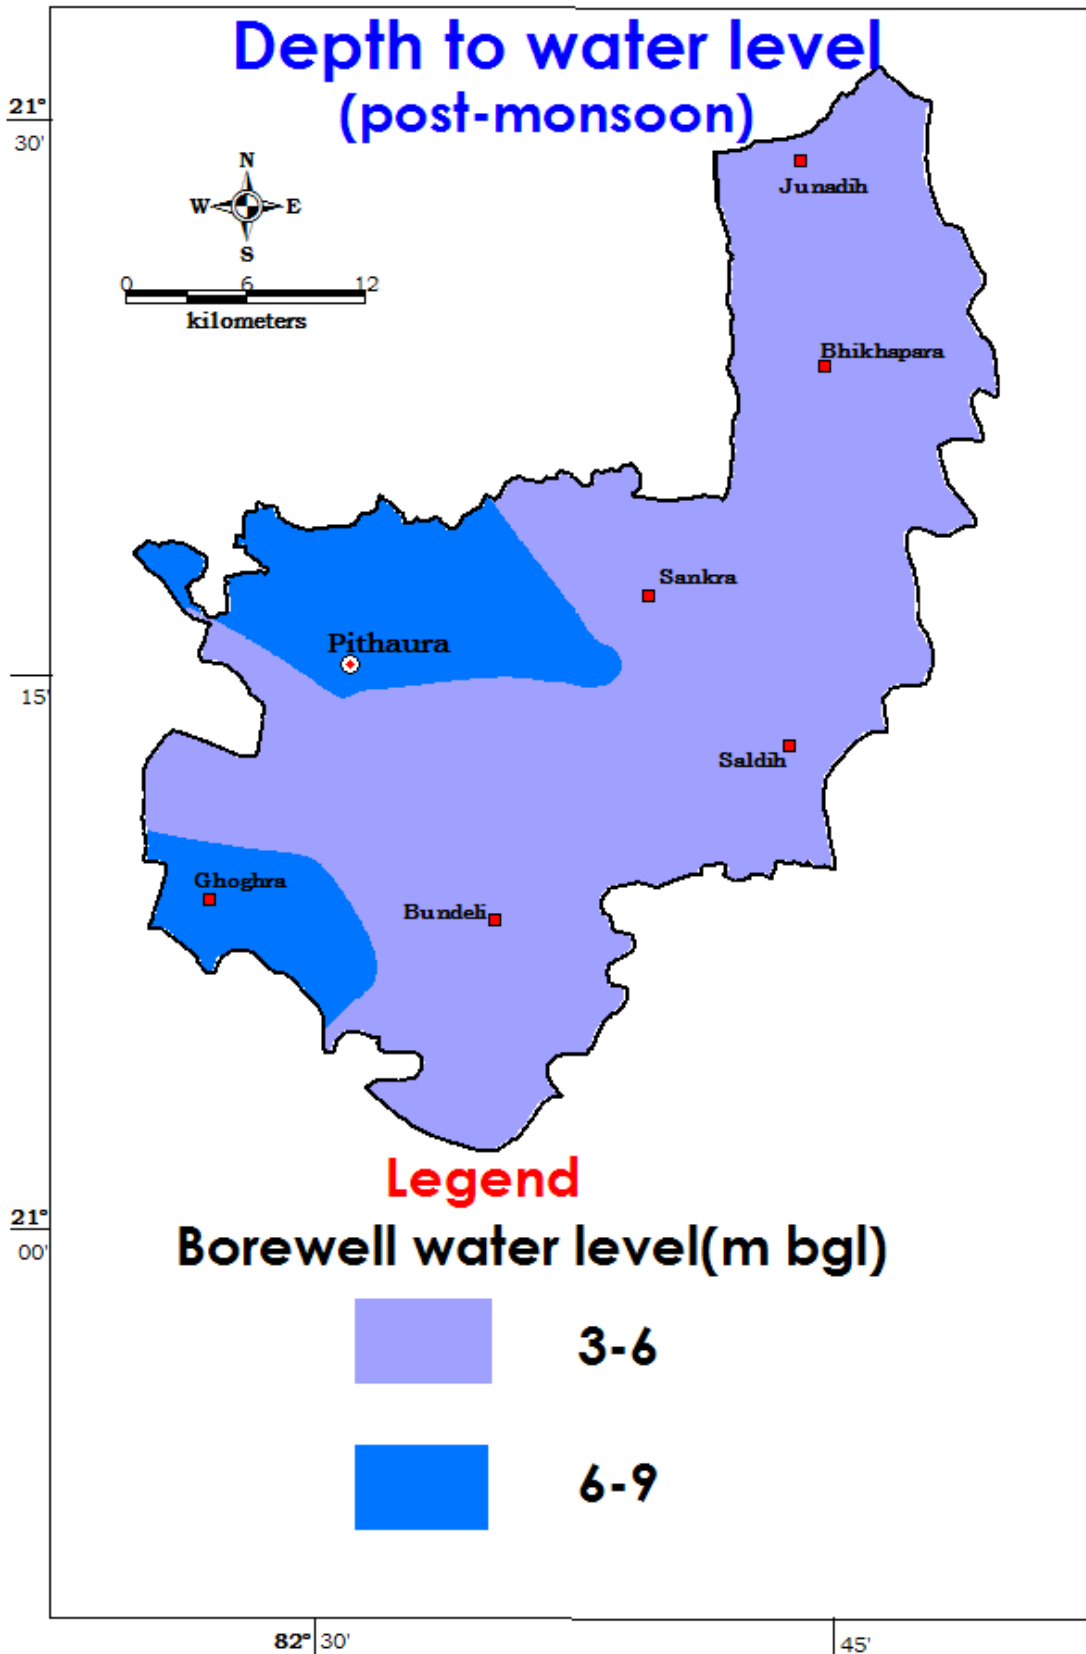 Depth to water level
(post-monsoon)
21°
30'
N
W E
S
0 6 12
kilometers
Junadih
Bhikhapara
Sankra
Pithaura
15'
Saldih
Ghoghra
Bundeli
Legend
21°
00'
Borewell water level(m bgl)
3-6
6-9
82° 30' 45'